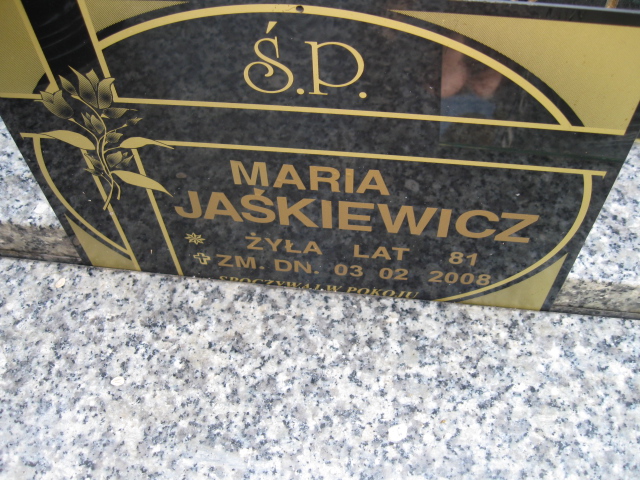 Ś.P.
MARIA
JAŚKIEWICZ
ŻYŁA LAT 81
ZM. DN. 03 02 2008
SPOCZYWAJ W POKOJU